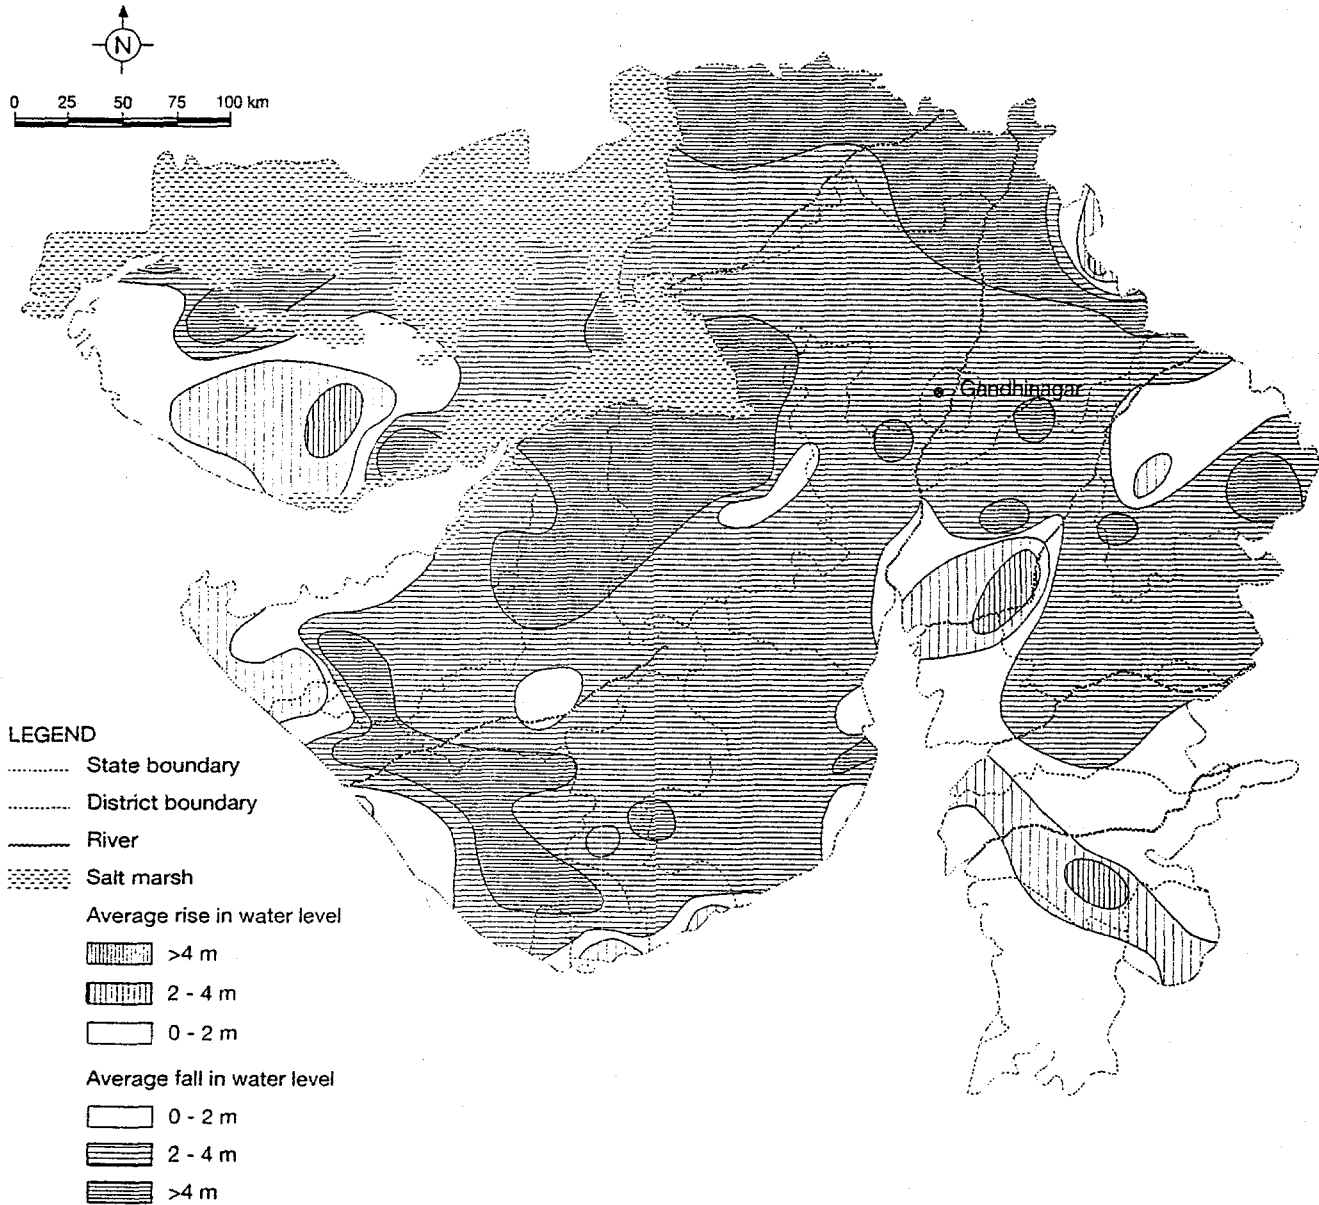 N
0 25 50 75 100 km
Gandhinagar
LEGEND
State boundary
District boundary
River
Salt marsh
Average rise in water level
>4 m
2 - 4 m
0 - 2 m
Average fall in water level
0 - 2 m
2 - 4 m
>4 m